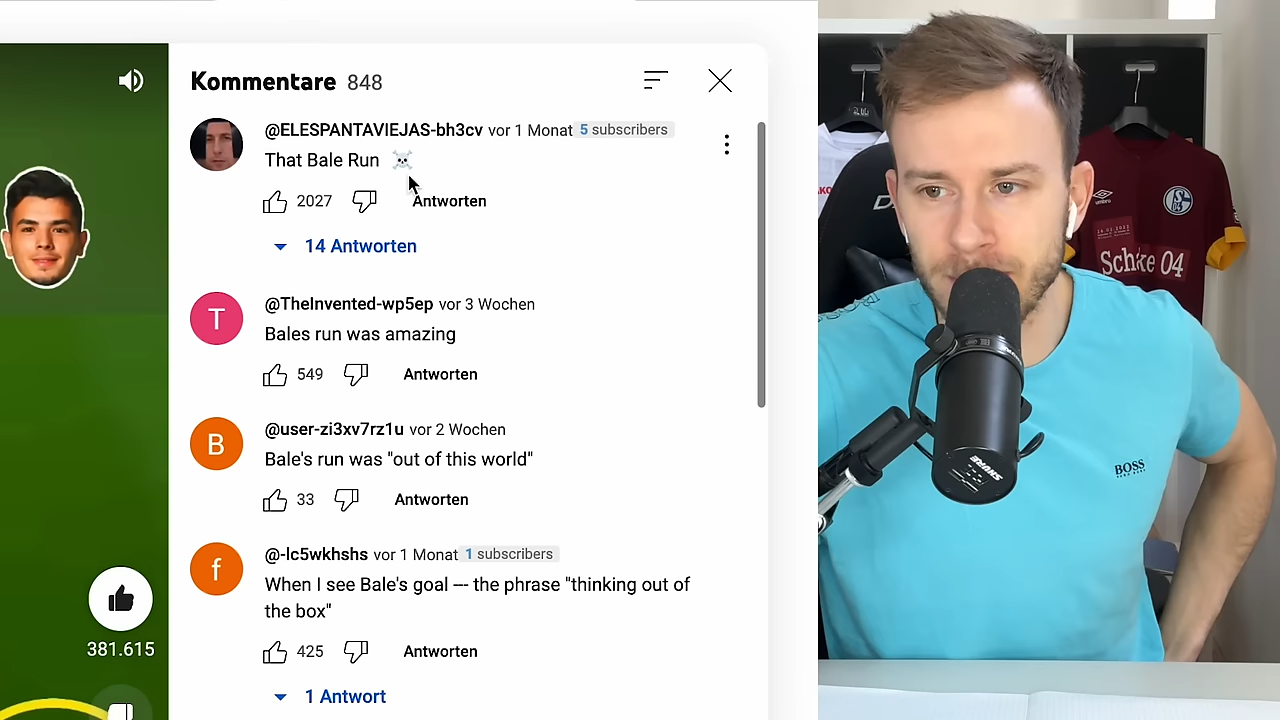 Kommentare 848
@ELESPANTAVIEJAS-bh3cv vor 1 Monat 5 subscribers
That Bale Run ☠️
2027 Antworten
14 Antworten
T
@TheInvented-wp5ep vor 3 Wochen
Bales run was amazing
549 Antworten
B
@user-zi3xv7rz1u vor 2 Wochen
Bale's run was "out of this world"
33 Antworten
f
@-lc5wkhshs vor 1 Monat 1 subscribers
When I see Bale's goal --- the phrase "thinking out of
the box"
425 Antworten
1 Antwort
381.615
umbro
Schalke 04
BOSS
SHURE